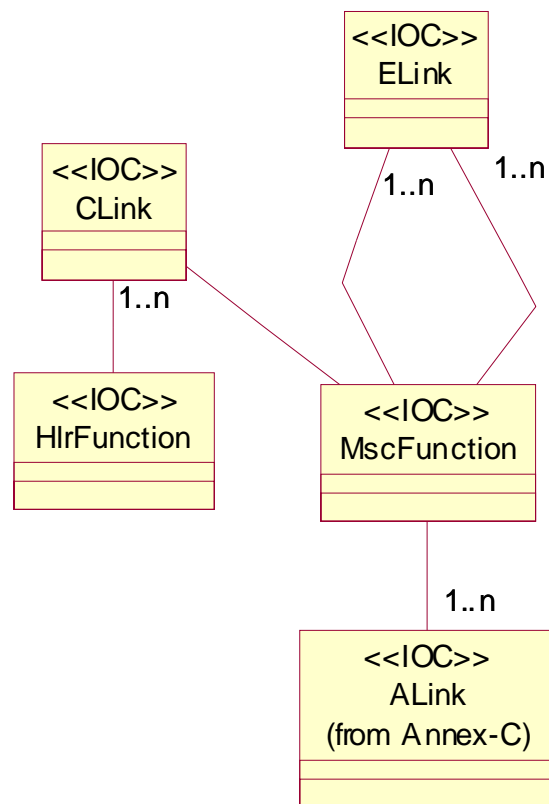 <<IOC>>
ELink
1..n
1..n
<<IOC>>
CLink
1..n
<<IOC>>
HlrFunction
<<IOC>>
MscFunction
1..n
<<IOC>>
ALink
(from Annex-C)